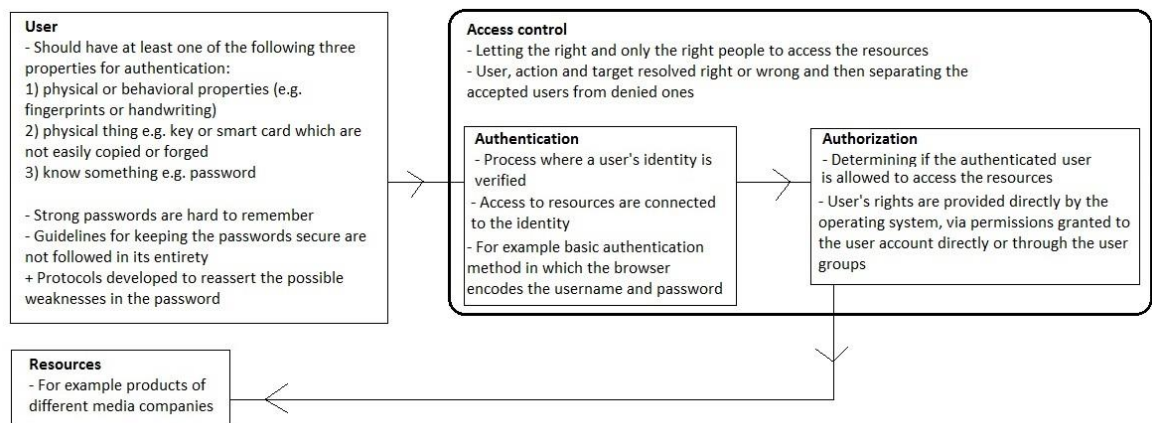 User
- Should have at least one of the following three
properties for authentication:
1) physical or behavioral properties (e.g.
fingerprints or handwriting)
2) physical thing e.g. key or smart card which are
not easily copied or forged
3) know something e.g. password
- Strong passwords are hard to remember
- Guidelines for keeping the passwords secure are
not followed in its entirety
+ Protocols developed to reassert the possible
weaknesses in the password
Access control
- Letting the right and only the right people to access the resources
- User, action and target resolved right or wrong and then separating the
accepted users from denied ones
Authentication
- Process where a user's identity is
verified
- Access to resources are connected
to the identity
- For example basic authentication
method in which the browser
encodes the username and password
Authorization
- Determining if the authenticated user
is allowed to access the resources
- User's rights are provided directly by the
operating system, via permissions granted to
the user account directly or through the user
groups
Resources
- For example products of
different media companies